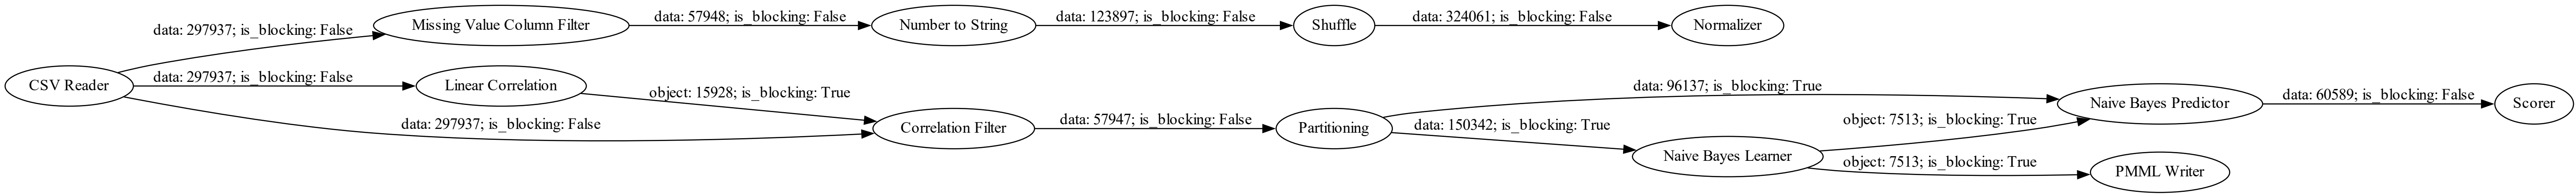 data: 297937; is_blocking: False
Missing Value Column Filter
data: 57948; is_blocking: False
Number to String
data: 123897; is_blocking: False
Shuffle
data: 324061; is_blocking: False
Normalizer
CSV Reader
data: 297937; is_blocking: False
Linear Correlation
object: 15928; is_blocking: True
data: 297937; is_blocking: False
Correlation Filter
data: 57947; is_blocking: False
Partitioning
data: 96137; is_blocking: True
data: 150342; is_blocking: True
Naive Bayes Learner
object: 7513; is_blocking: True
Naive Bayes Predictor
data: 60589; is_blocking: False
Scorer
object: 7513; is_blocking: True
PMML Writer